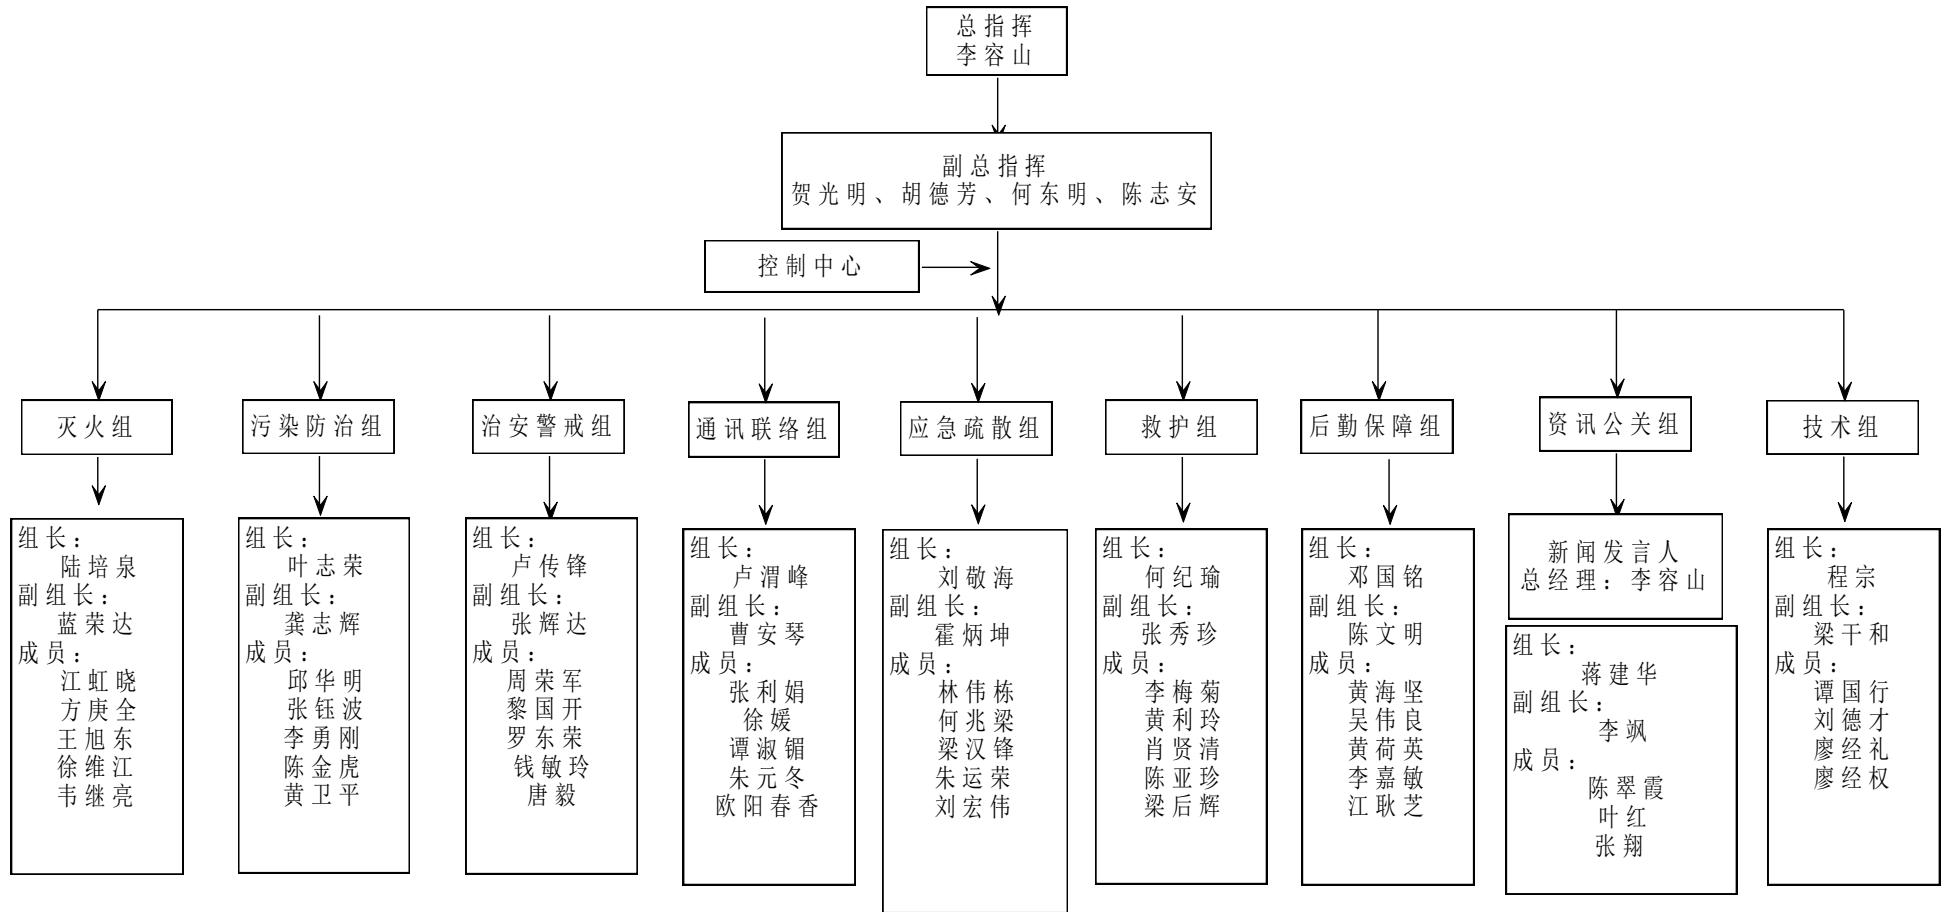 总指挥
李容山
副总指挥
贺光明、胡德芳、何东明、陈志安
控制中心
灭火组
污染防治组
治安警戒组
通讯联络组
应急疏散组
救护组
后勤保障组
资讯公关组
技术组
组长：
陆培泉
副组长：
蓝荣达
成员：
江虹晓
方庚全
王旭东
徐维江
韦继亮
组长：
叶志荣
副组长：
龚志辉
成员：
邱华明
张钰波
李勇刚
陈金虎
黄卫平
组长：
卢传锋
副组长：
张辉达
成员：
周荣军
黎国开
罗东荣
钱敏玲
唐毅
组长：
卢渭峰
副组长：
曹安琴
成员：
张利娟
徐媛
谭淑镅
朱元冬
欧阳春香
组长：
刘敬海
副组长：
霍炳坤
成员：
林伟栋
何兆梁
梁汉锋
朱运荣
刘宏伟
组长：
何纪瑜
副组长：
张秀珍
成员：
李梅菊
黄利玲
肖贤清
陈亚珍
梁后辉
组长：
邓国铭
副组长：
陈文明
成员：
黄海坚
吴伟良
黄荷英
李嘉敏
江耿芝
新闻发言人
总经理：李容山
组长：
蒋建华
副组长：
李飒
成员：
陈翠霞
叶红
张翔
组长：
程宗
副组长：
梁干和
成员：
谭国行
刘德才
廖经礼
廖经权